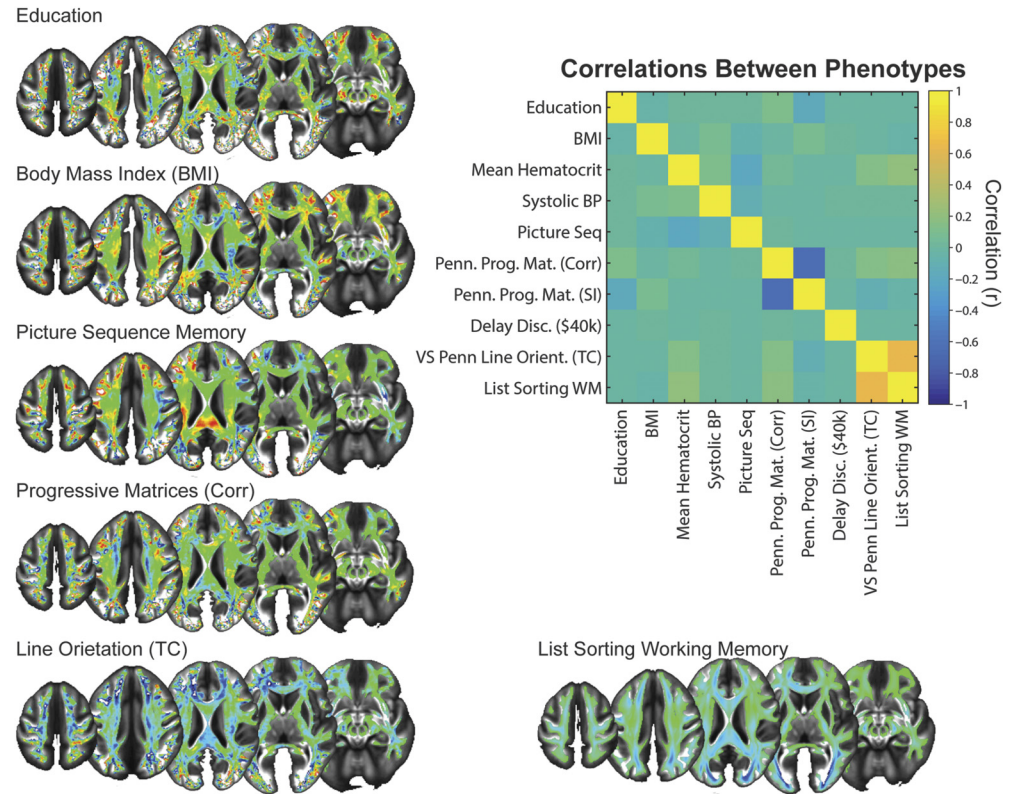 Education
Body Mass Index (BMI)
Picture Sequence Memory
Progressive Matrices (Corr)
Line Orietation (TC)
Correlations Between Phenotypes
Education
BMI
Mean Hematocrit
Systolic BP
Picture Seq
Penn. Prog. Mat. (Corr)
Penn. Prog. Mat. (SI)
Delay Disc. ($40k)
VS Penn Line Orient. (TC)
List Sorting WM
Education
BMI
Mean Hematocrit
Systolic BP
Picture Seq
Penn. Prog. Mat. (Corr)
Penn. Prog. Mat. (SI)
Delay Disc. ($40k)
VS Penn Line Orient. (TC)
List Sorting WM
1
0.8
0.6
0.4
0.2
0
-0.2
-0.4
-0.6
-0.8
-1
Correlation (r)
List Sorting Working Memory